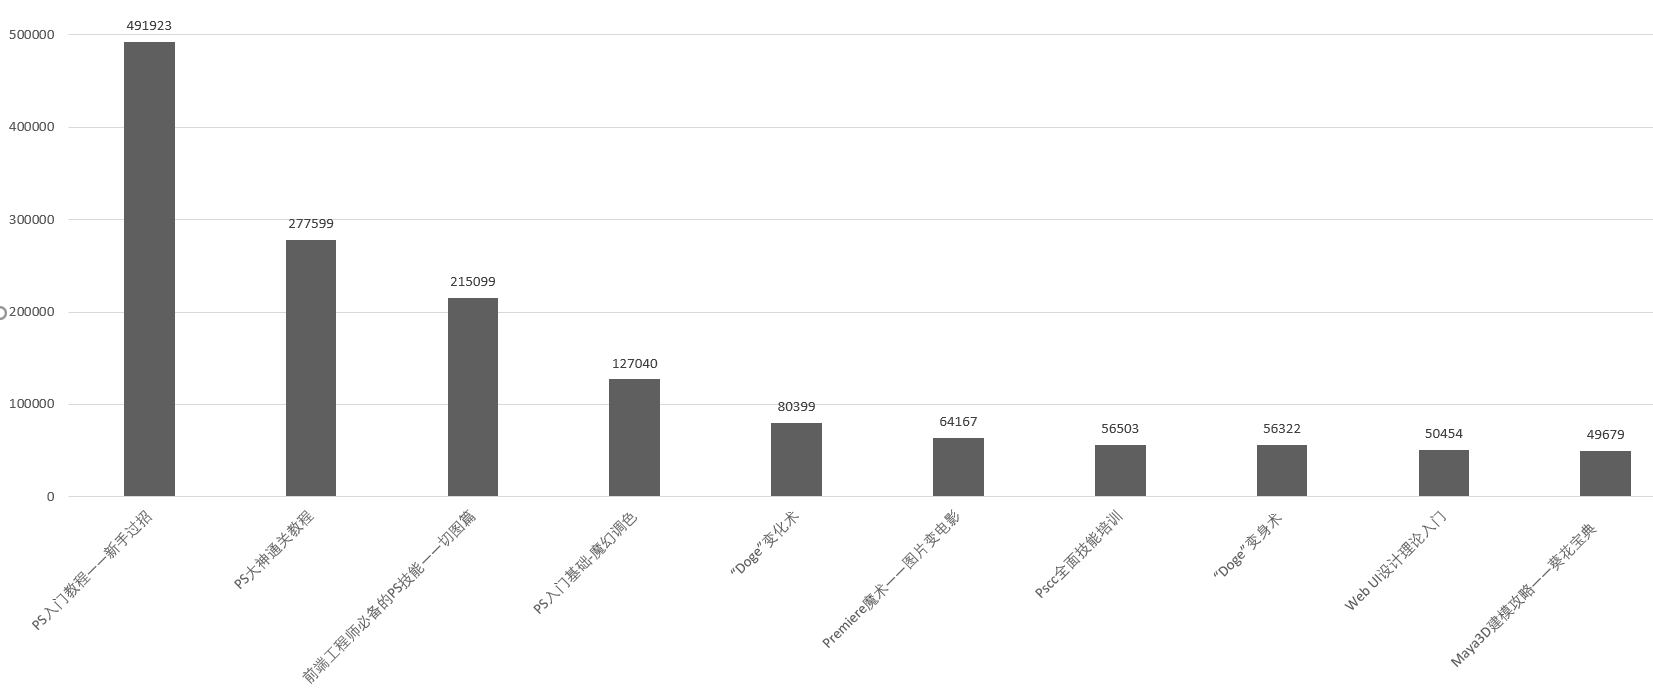 491923
500000
400000
300000
277599
215099
200000
127040
100000
80399
64167
56503
56322
50454
49679
0
PS入门教程——新手过招
PS大神通关教程
前端工程师必备的PS技能——切图篇
PS入门基础-魔幻调色
“Doge”变化术
Premiere魔术——图片变电影
Pscc全面技能培训
“Doge”变身术
Web UI设计理论入门
Maya3D建模攻略——葵花宝典